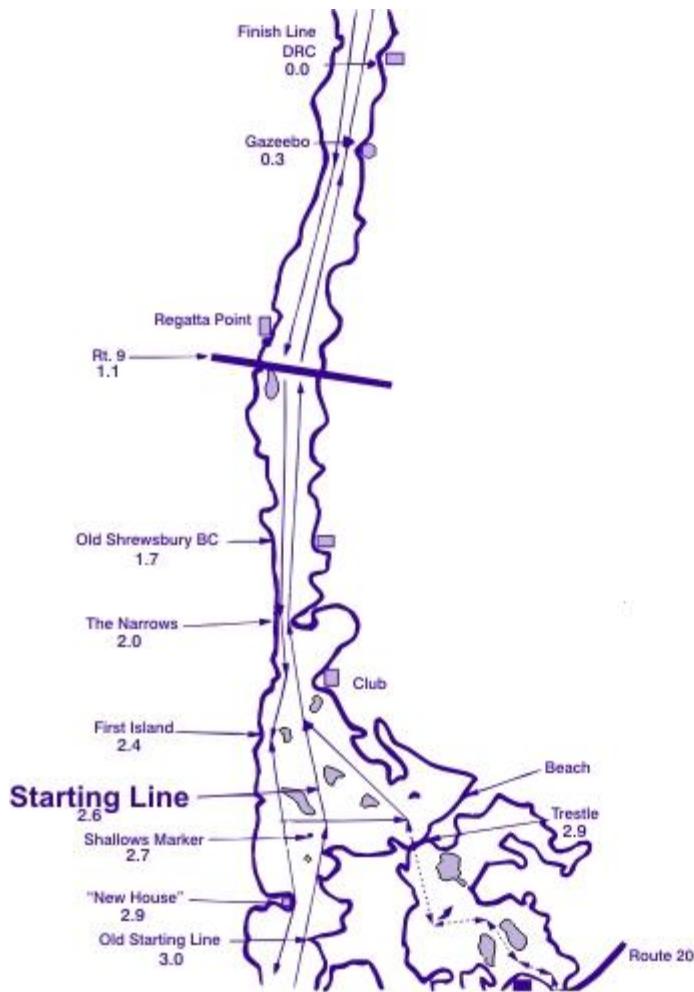 Finish Line
DRC
0.0
Gazeebo
0.3
Regatta Point
Rt. 9
1.1
Old Shrewsbury BC
1.7
The Narrows
2.0
Club
First Island
2.4
Beach
Starting Line
2.6
Trestle
2.9
Shallows Marker
2.7
"New House"
2.9
Old Starting Line
3.0
Route 20